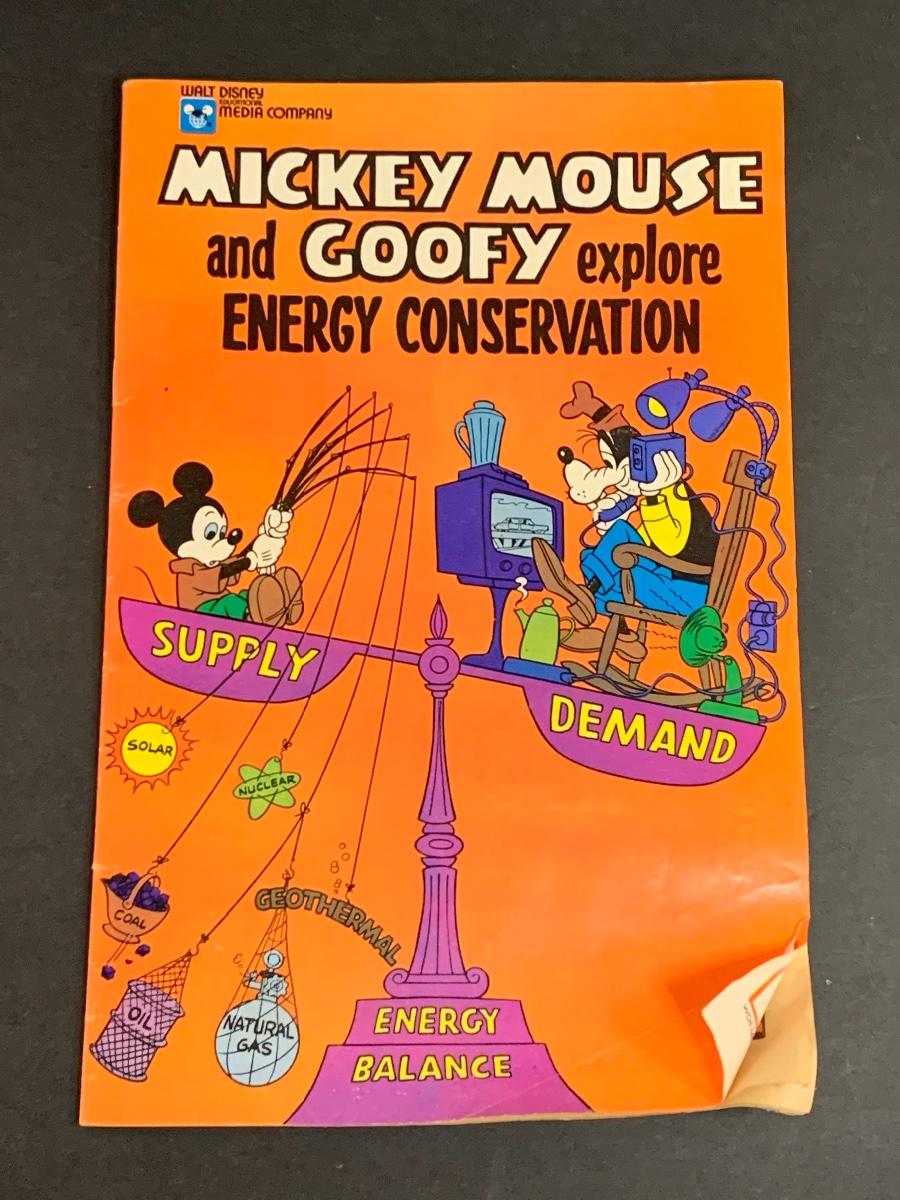 WALT DISNEY
EDUCATIONAL
MEDIA COMPANY
MICKEY MOUSE
and GOOFY explore
ENERGY CONSERVATION
SUPPLY
DEMAND
SOLAR
NUCLEAR
GEOTHERMAL
COAL
OIL
NATURAL
GAS
ENERGY
BALANCE